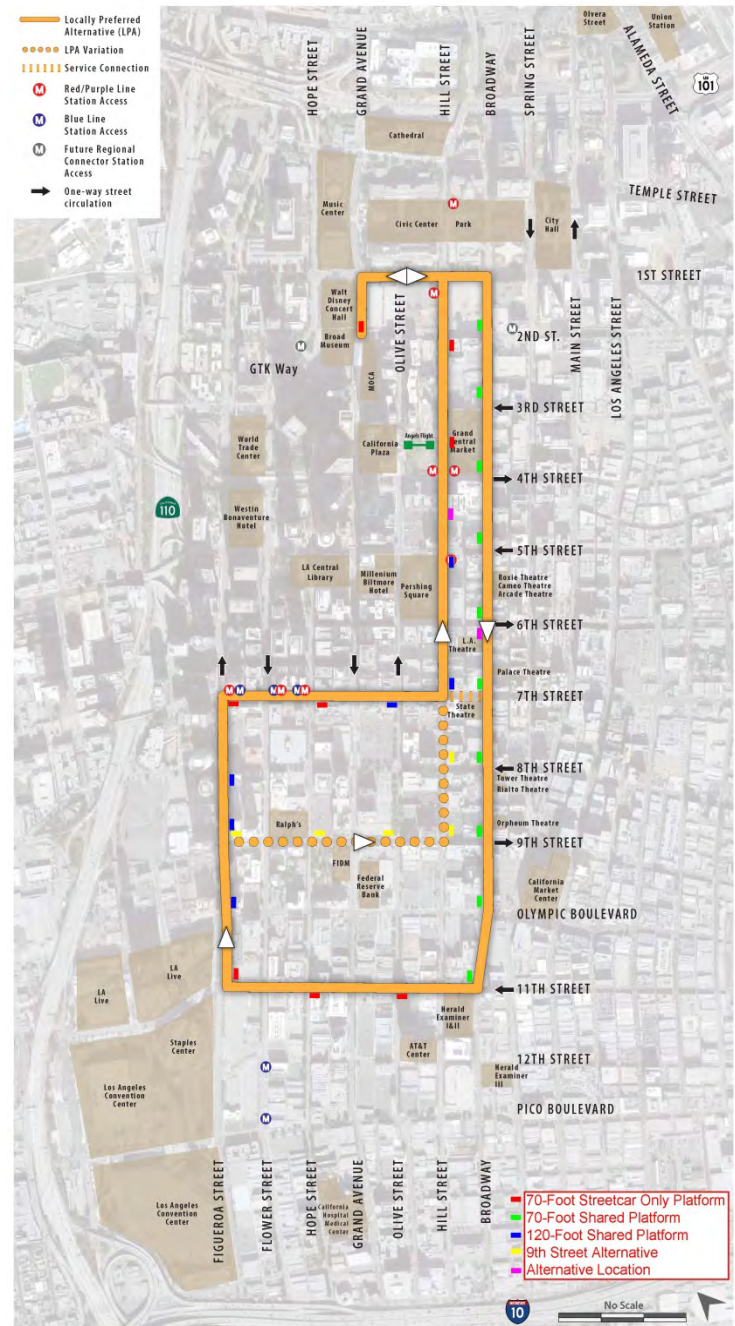 Locally Preferred
Alternative (LPA)
LPA Variation
Service Connection
M
Red/Purple Line
Station Access
M
Blue Line
Station Access
M
Future Regional
Connector Station
Access
One-way street
circulation
Olvera
Street
Union
Station
ALAMEDA STREET
US
101
HOPE STREET
GRAND AVENUE
HILL STREET
BROADWAY
SPRING STREET
Cathedral
TEMPLE STREET
Music
Center
M
Civic Center
Park
City
Hall
1ST STREET
Walt
Disney
Concert
Hall
M
OLIVE STREET
MAIN STREET
LOS ANGELES STREET
M
2ND ST.
M
Broad
Museum
GTK Way
MOCA
3RD STREET
World
Trade
Center
California
Plaza
Angels Flight
Grand
Central
Market
M
M
4TH STREET
110
Westin
Bonaventure
Hotel
5TH STREET
LA Central
Library
Millenium
Biltmore
Hotel
Pershing
Square
Roxie Theatre
Cameo Theatre
Arcade Theatre
6TH STREET
L.A.
Theatre
Palace Theatre
M M
M M
M M
7TH STREET
State
Theatre
8TH STREET
Tower Theatre
Rialto Theatre
Ralph's
Orpheum Theatre
9TH STREET
FIDM
Federal
Reserve
Bank
California
Market
Center
OLYMPIC BOULEVARD
LA
Live
LA
Live
11TH STREET
Herald
Examiner
I&II
Staples
Center
AT&T
Center
12TH STREET
M
Herald
Examiner
III
Los Angeles
Convention
Center
M
PICO BOULEVARD
FIGUEROA STREET
FLOWER STREET
HOPE STREET
GRAND AVENUE
OLIVE STREET
HILL STREET
BROADWAY
Los Angeles
Convention
Center
California
Hospital
Medical
Center
70-Foot Streetcar Only Platform
70-Foot Shared Platform
120-Foot Shared Platform
9th Street Alternative
Alternative Location
10
No Scale